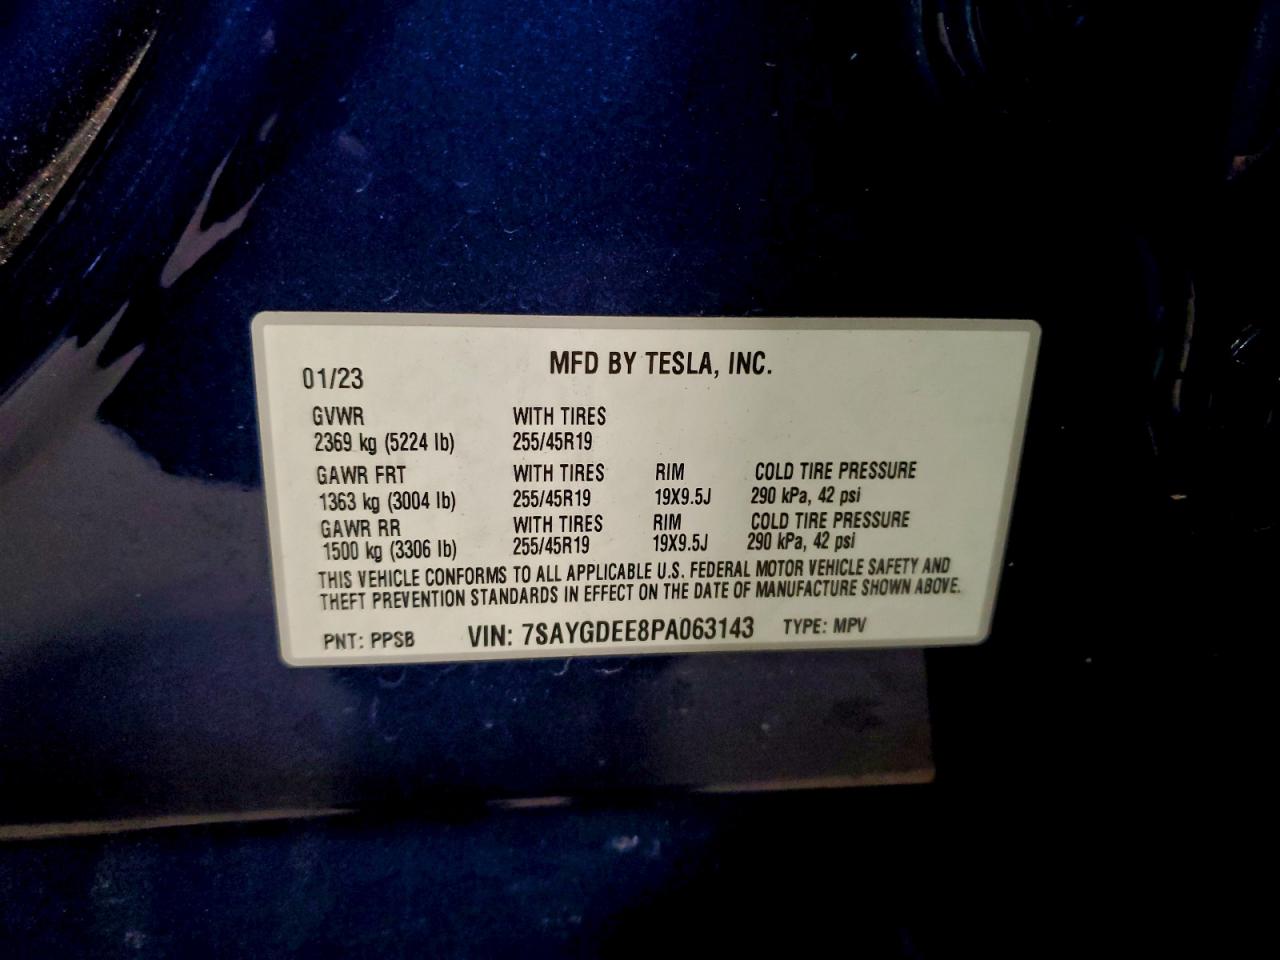 MFD BY TESLA, INC.
01/23
GVWR WITH TIRES
2369 kg (5224 lb) 255/45R19
GAWR FRT WITH TIRES RIM COLD TIRE PRESSURE
1363 kg (3004 lb) 255/45R19 19X9.5J 290 kPa, 42 psi
GAWR RR WITH TIRES RIM COLD TIRE PRESSURE
1500 kg (3306 lb) 255/45R19 19X9.5J 290 kPa, 42 psi
THIS VEHICLE CONFORMS TO ALL APPLICABLE U.S. FEDERAL MOTOR VEHICLE SAFETY AND
THEFT PREVENTION STANDARDS IN EFFECT ON THE DATE OF MANUFACTURE SHOWN ABOVE.
PNT: PPSB VIN: 7SAYGDEE8PA063143 TYPE: MPV